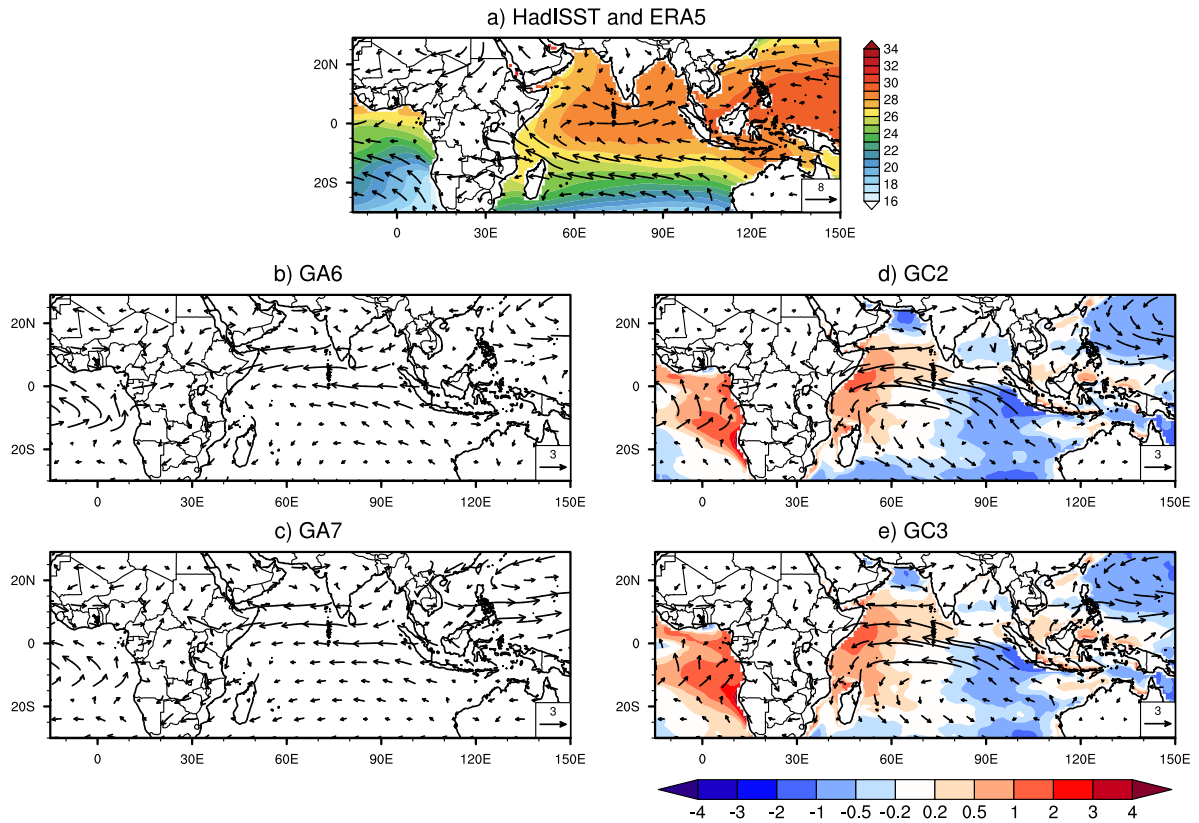 a) HadISST and ERA5
20N
0
20S
0 30E 60E 90E 120E 150E
8
34
32
30
28
26
24
22
20
18
16
b) GA6
20N
0
20S
0 30E 60E 90E 120E 150E
3
d) GC2
20N
0
20S
0 30E 60E 90E 120E 150E
3
c) GA7
20N
0
20S
0 30E 60E 90E 120E 150E
3
e) GC3
20N
0
20S
0 30E 60E 90E 120E 150E
3
-4 -3 -2 -1 -0.5 -0.2 0.2 0.5 1 2 3 4